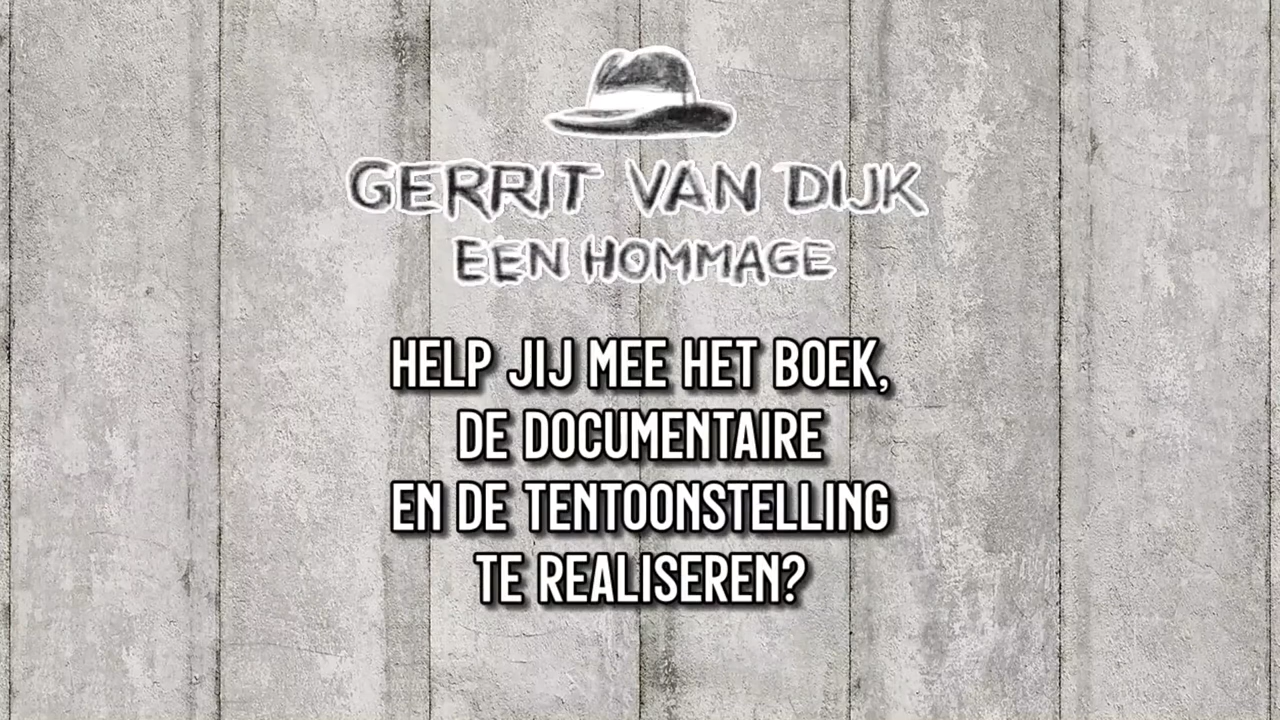 GERRIT VAN DIJK
EEN HOMMAGE
HELP JIJ MEE HET BOEK,
DE DOCUMENTAIRE
EN DE TENTOONSTELLING
TE REALISEREN?